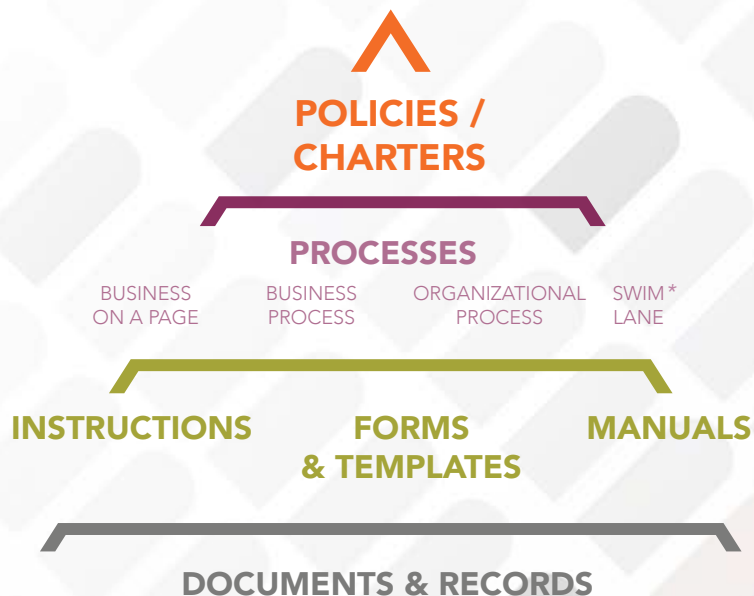 POLICIES /
CHARTERS
PROCESSES
BUSINESS
ON A PAGE
BUSINESS
PROCESS
ORGANIZATIONAL
PROCESS
SWIM*
LANE
INSTRUCTIONS
FORMS
& TEMPLATES
MANUALS
DOCUMENTS & RECORDS